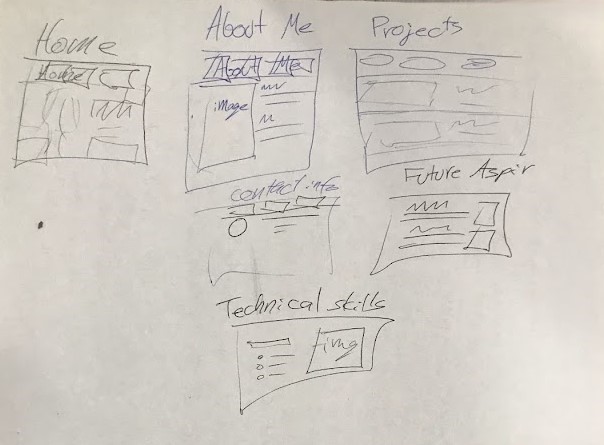 Home
About Me
Projects
Home
About Me
image
contact info
Future Aspir
Technical skills
img